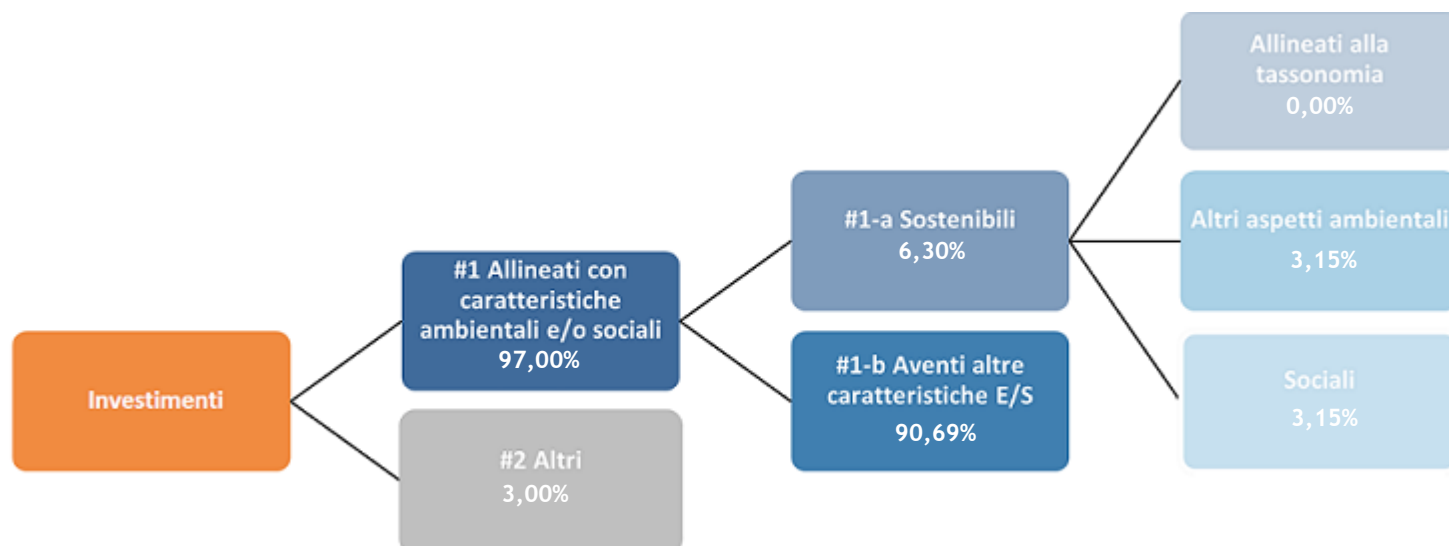 Investimenti
#1 Allineati con
caratteristiche
ambientali e/o sociali
97,00%
#2 Altri
3,00%
#1-a Sostenibili
6,30%
#1-b Aventi altre
caratteristiche E/S
90,69%
Allineati alla
tassonomia
0,00%
Altri aspetti ambientali
3,15%
Sociali
3,15%